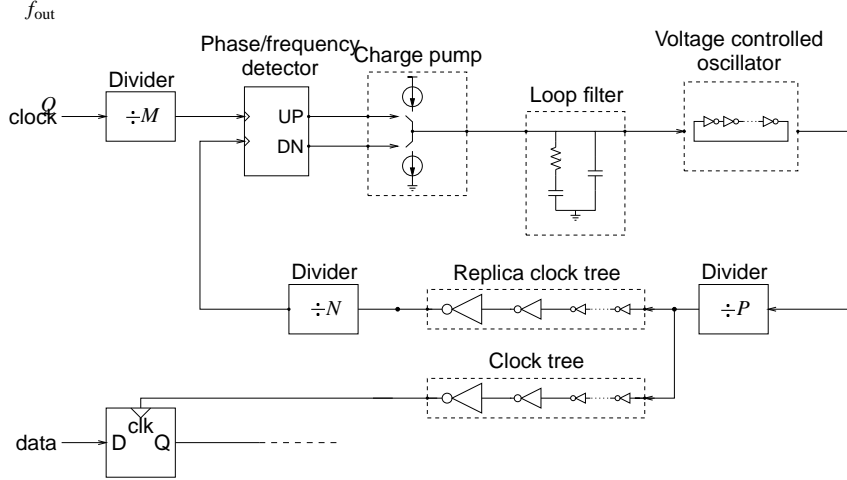 f_out
Phase/frequency
detector
Charge pump
Voltage controlled
oscillator
Divider
Loop filter
Q
clock
÷M
UP
DN
Divider
Replica clock tree
Divider
÷N
÷P
Clock tree
clk
data
D
Q